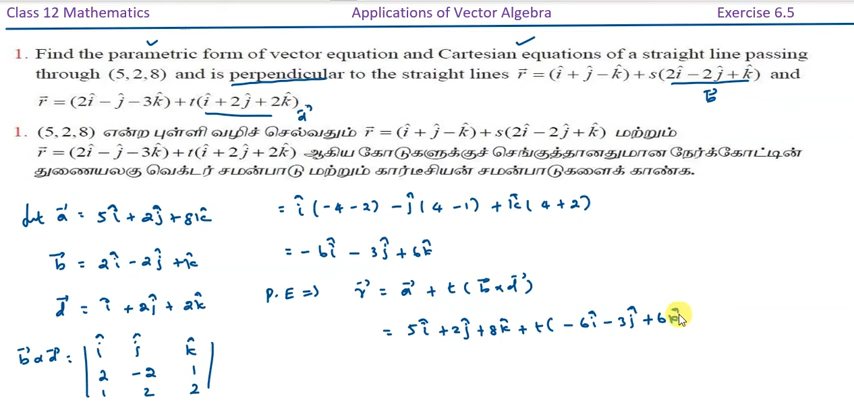 Class 12 Mathematics Applications of Vector Algebra Exercise 6.5
1. Find the parametric form of vector equation and Cartesian equations of a straight line passing
through (5, 2, 8) and is perpendicular to the straight lines r⃗ = (î + ĵ − k̂) + s(2î − 2ĵ + k̂) and
b⃗
r⃗ = (2î − ĵ − 3k̂) + t(î + 2ĵ + 2k̂)
d⃗
1. (5, 2, 8) என்ற புள்ளி வழிச் செல்வதும் r⃗ = (î + ĵ − k̂) + s(2î − 2ĵ + k̂) மற்றும்
r⃗ = (2î − ĵ − 3k̂) + t(î + 2ĵ + 2k̂) ஆகிய கோடுகளுக்குச் செங்குத்தானதுமான நேர்க்கோட்டின்
துணையலகு வெக்டர் சமன்பாடு மற்றும் கார்டீசியன் சமன்பாடுகளைக் காண்க.
let a⃗ = 5î + 2ĵ + 8k̂
b⃗ = 2î − 2ĵ + k̂
d⃗ = î + 2ĵ + 2k̂
b⃗ × d⃗ = | î ĵ k̂ |
2 −2 1
1 2 2
= î (−4 −2) − ĵ (4 −1) + k̂ (4 + 2)
= −6î − 3ĵ + 6k̂
P.E ⇒ r⃗ = a⃗ + t (b⃗ × d⃗)
= 5î + 2ĵ + 8k̂ + t( −6î − 3ĵ + 6k̂